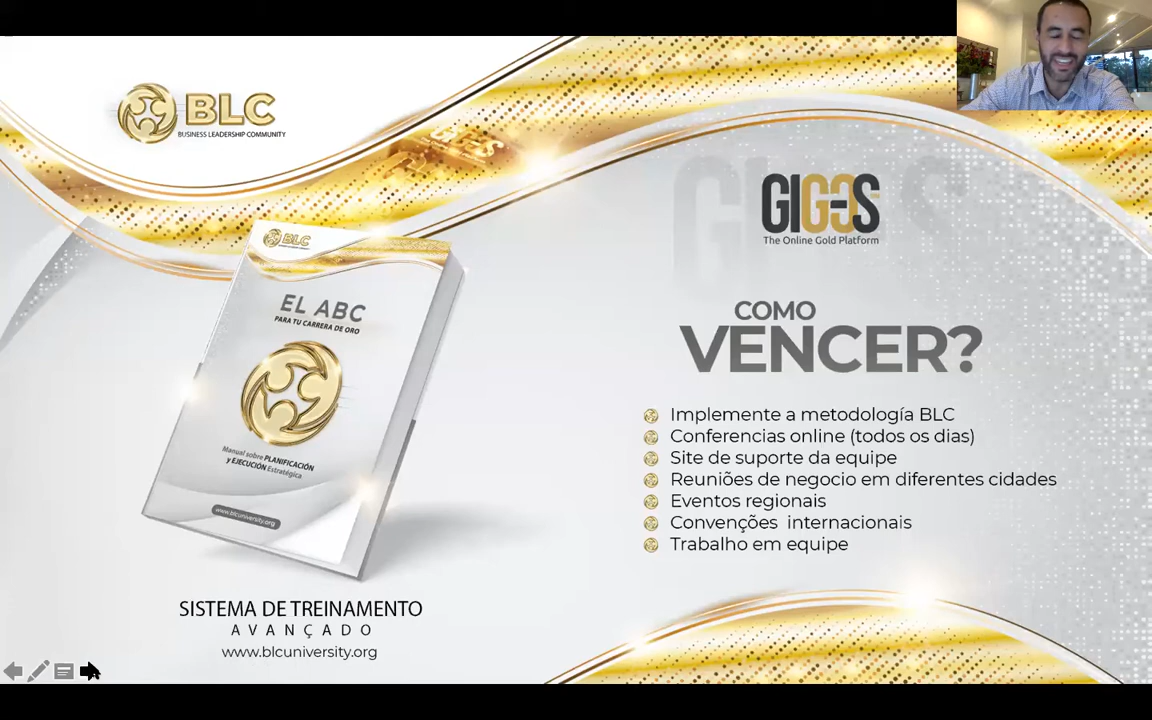 BLC
BUSINESS LEADERSHIP COMMUNITY
BLC
EL ABC
PARA TU CARRERA DE ORO
Manual sobre PLANIFICACIÓN
y EJECUCIÓN Estratégica
www.blcuniversity.org
SISTEMA DE TREINAMENTO
AVANÇADO
www.blcuniversity.org
GIG3S
The Online Gold Platform
COMO
VENCER?
Implemente a metodología BLC
Conferencias online (todos os dias)
Site de suporte da equipe
Reuniões de negocio em diferentes cidades
Eventos regionais
Convenções internacionais
Trabalho em equipe